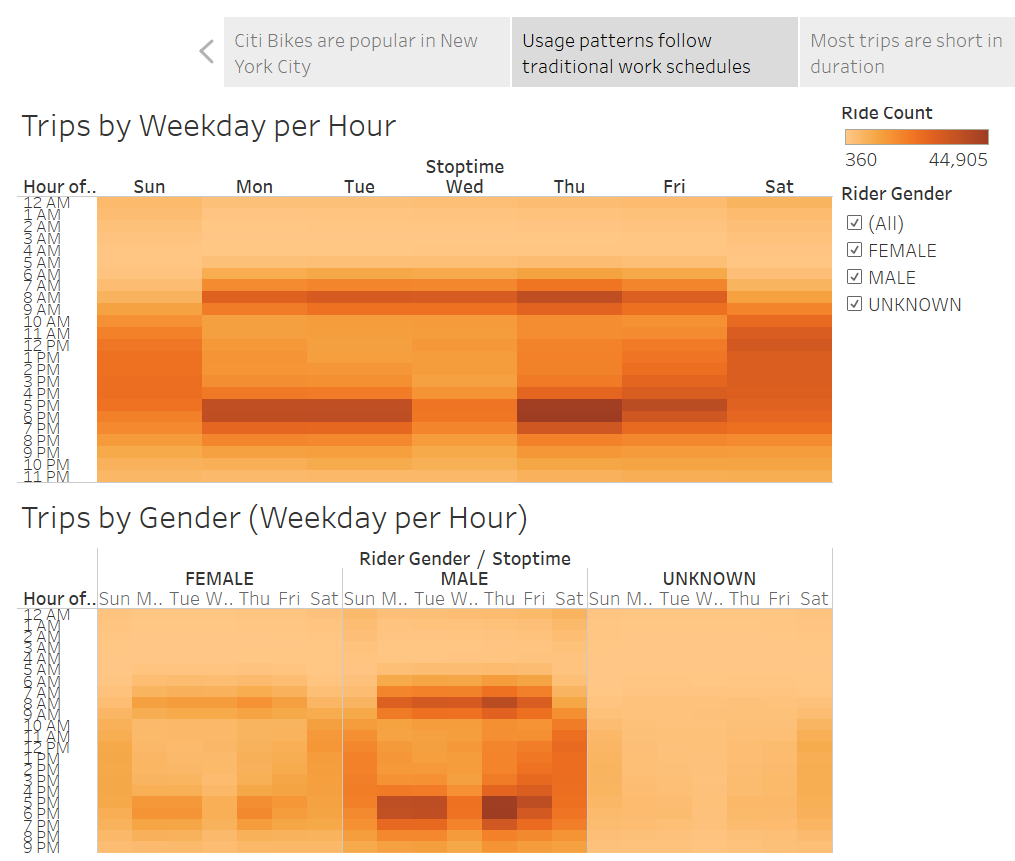 Citi Bikes are popular in New
York City
Usage patterns follow
traditional work schedules
Most trips are short in
duration
Trips by Weekday per Hour
Ride Count
360 44,905
Rider Gender
(All)
FEMALE
MALE
UNKNOWN
Stoptime
Hour of.. Sun Mon Tue Wed Thu Fri Sat
12 AM
1 AM
2 AM
3 AM
4 AM
5 AM
6 AM
7 AM
8 AM
9 AM
10 AM
11 AM
12 PM
1 PM
2 PM
3 PM
4 PM
5 PM
6 PM
7 PM
8 PM
9 PM
10 PM
11 PM
Trips by Gender (Weekday per Hour)
Rider Gender / Stoptime
FEMALE MALE UNKNOWN
Hour of.. Sun M.. Tue W.. Thu Fri Sat Sun M.. Tue W.. Thu Fri Sat Sun M.. Tue W.. Thu Fri Sat
12 AM
1 AM
2 AM
3 AM
4 AM
5 AM
6 AM
7 AM
8 AM
9 AM
10 AM
11 AM
12 PM
1 PM
2 PM
3 PM
4 PM
5 PM
6 PM
7 PM
8 PM
9 PM